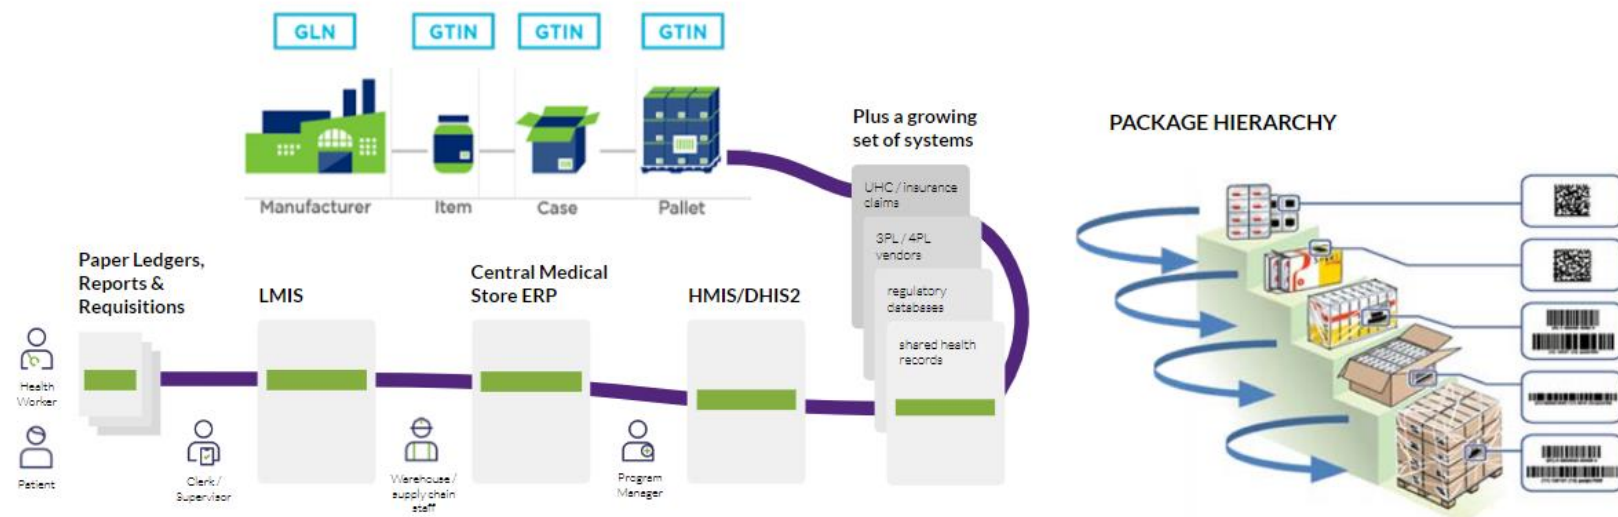 GLN
GTIN
GTIN
GTIN
Manufacturer
Item
Case
Pallet
Plus a growing
set of systems
UHC / insurance
claims
3PL / 4PL
vendors
regulatory
databases
shared health
records
Paper Ledgers,
Reports &
Requisitions
LMIS
Central Medical
Store ERP
HMIS/DHIS2
Health
Worker
Patient
Clerk /
Supervisor
Warehouse /
supply chain
staff
Program
Manager
PACKAGE HIERARCHY